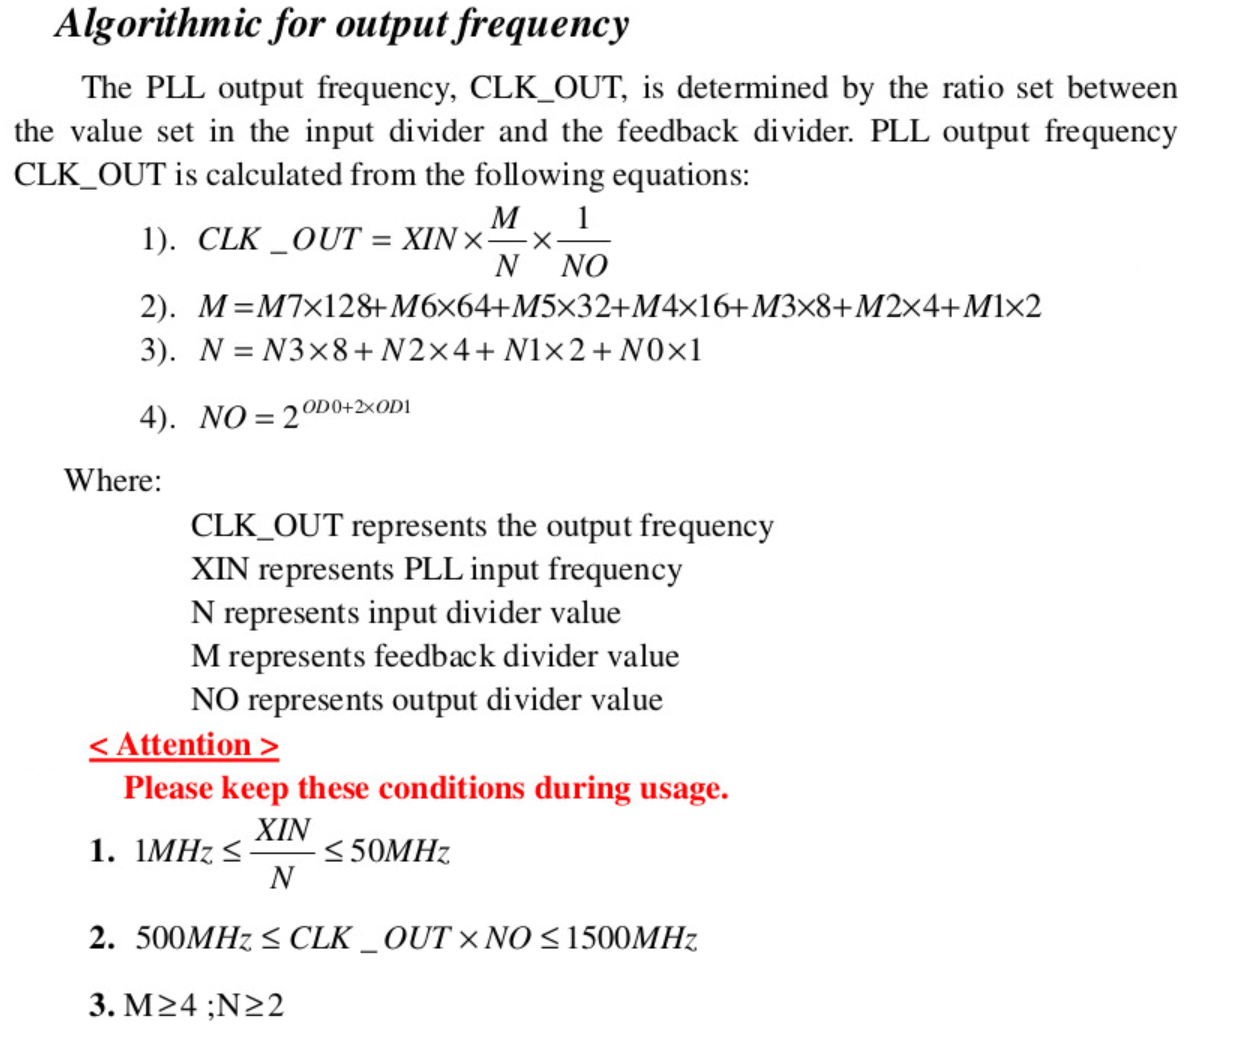 Algorithmic for output frequency
The PLL output frequency, CLK_OUT, is determined by the ratio set between
the value set in the input divider and the feedback divider. PLL output frequency
CLK_OUT is calculated from the following equations:
1). CLK_OUT = XIN × M/N × 1/NO
2). M = M7×128+M6×64+M5×32+M4×16+M3×8+M2×4+M1×2
3). N = N3×8+N2×4+N1×2+N0×1
4). NO = 2^(OD0+2×OD1)
Where:
CLK_OUT represents the output frequency
XIN represents PLL input frequency
N represents input divider value
M represents feedback divider value
NO represents output divider value
< Attention >
Please keep these conditions during usage.
1. 1MHz ≤ XIN/N ≤ 50MHz
2. 500MHz ≤ CLK_OUT × NO ≤ 1500MHz
3. M≥4 ;N≥2